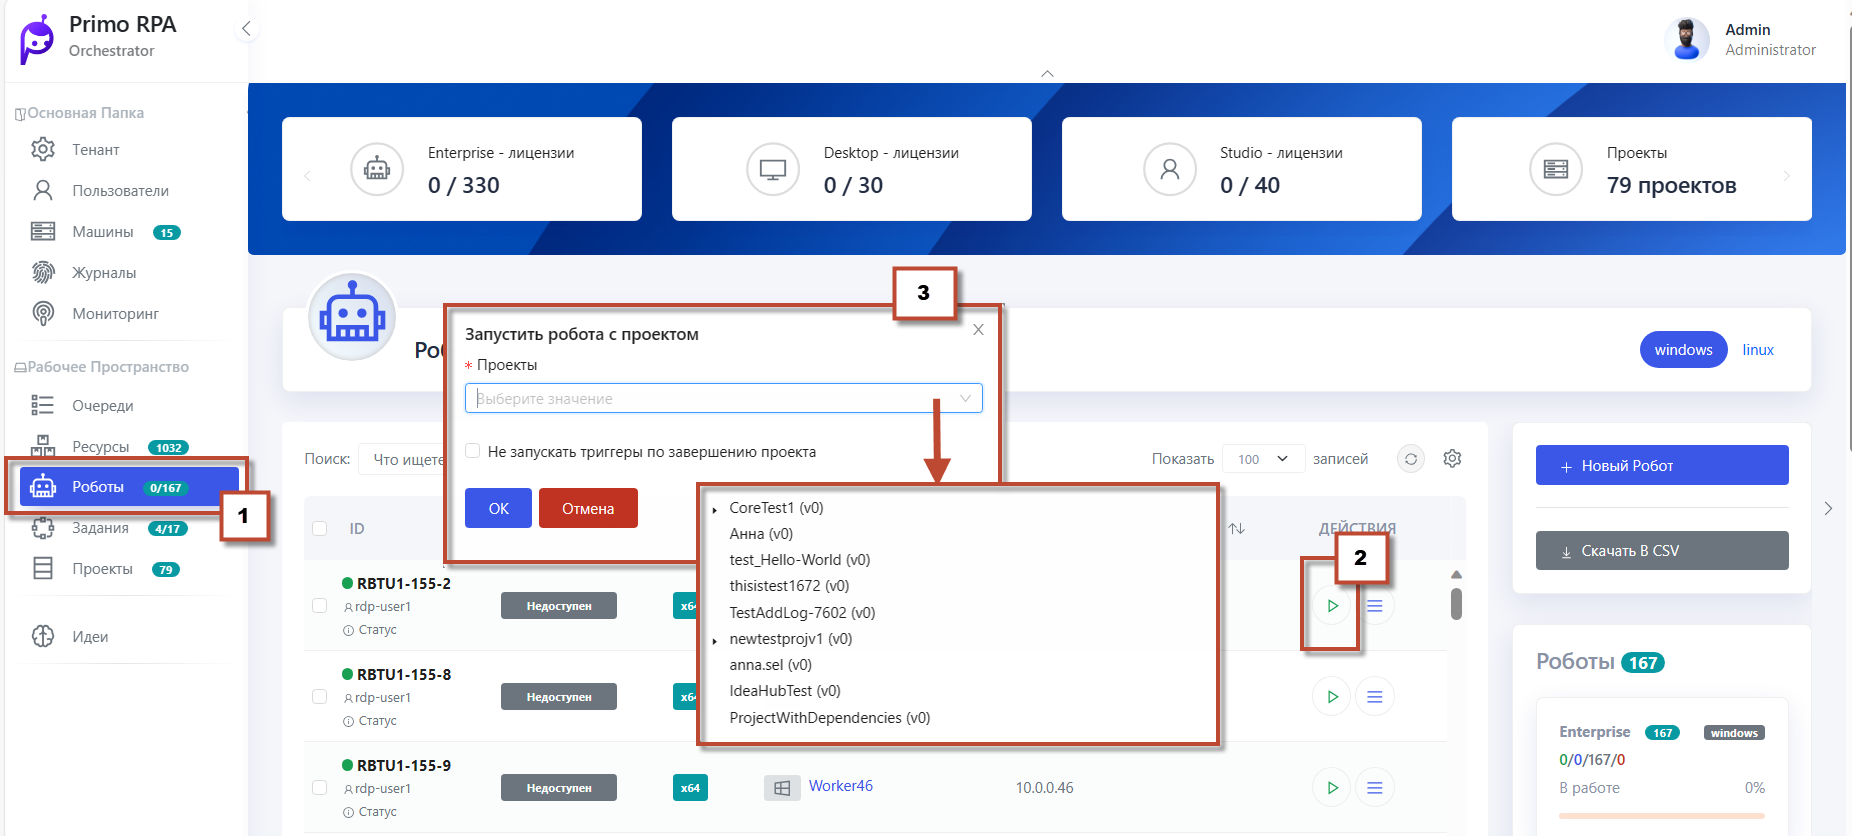 Primo RPA
Orchestrator
Admin
Administrator
Основная Папка
Тенант
Пользователи
Машины 15
Журналы
Мониторинг
Рабочее Пространство
Очереди
Ресурсы 1032
Роботы 0/167
1
Задания 4/17
Проекты 79
Идеи
Enterprise - лицензии
0 / 330
Desktop - лицензии
0 / 30
Studio - лицензии
0 / 40
Проекты
79 проектов
windows linux
3
Запустить робота с проектом
* Проекты
Выберите значение
Не запускать триггеры по завершению проекта
OK Отмена
Поиск: Что ищете
Показать 100 записей
ID ДЕЙСТВИЯ
2
CoreTest1 (v0)
Анна (v0)
test_Hello-World (v0)
thisistest1672 (v0)
TestAddLog-7602 (v0)
newtestprojv1 (v0)
anna.sel (v0)
IdeaHubTest (v0)
ProjectWithDependencies (v0)
RBTU1-155-2
rdp-user1
Статус
Недоступен
RBTU1-155-8
rdp-user1
Статус
Недоступен
RBTU1-155-9
rdp-user1
Статус
Недоступен x64 Worker46 10.0.0.46
Новый Робот
Скачать В CSV
Роботы 167
Enterprise 167 windows
0/0/167/0
В работе 0%